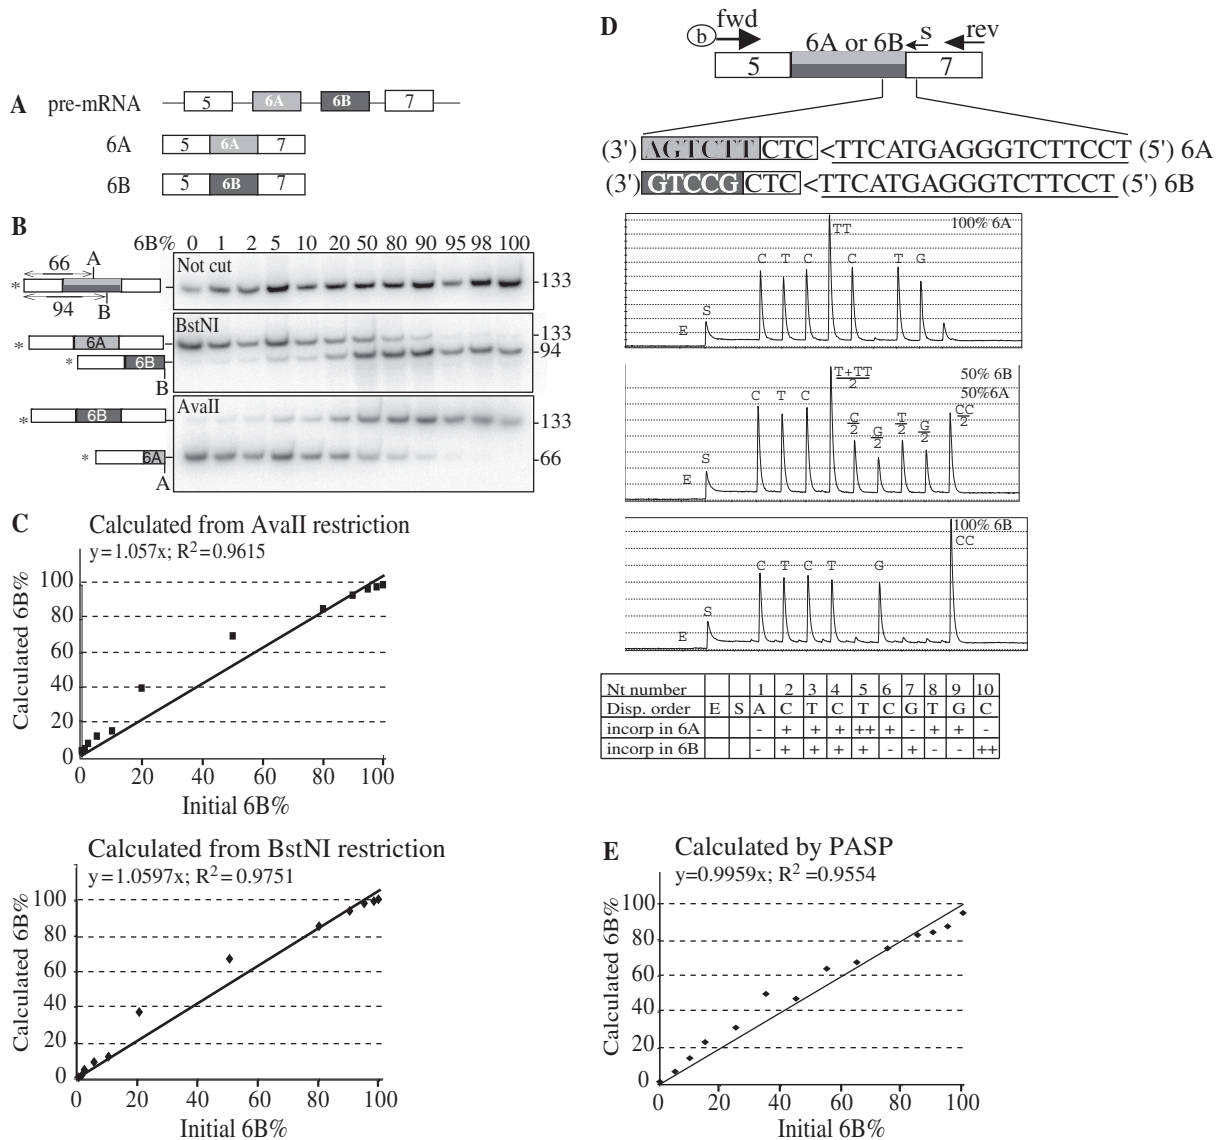 A
pre-mRNA
5
6A
6B
7
6A
5
6A
7
6B
5
6B
7
B
6B% 0 1 2 5 10 20 50 80 90 95 98 100
A
66
*
94
B
Not cut
133
BstNI
* 6A
* 6B
B
133
94
AvaII
* 6B
* 6A
A
133
66
C
Calculated from AvaII restriction
y=1.057x; R²=0.9615
Calculated 6B%
100
80
60
40
20
0
0 20 40 60 80 100
Initial 6B%
Calculated from BstNI restriction
y=1.0597x; R²=0.9751
Calculated 6B%
100
80
60
40
20
0
0 20 40 60 80 100
Initial 6B%
D
b fwd
6A or 6B
s
rev
5
7
(3') AGTCTT CTC <TTCATGAGGGTCTTCCT (5') 6A
(3') GTCCG CTC <TTCATGAGGGTCTTCCT (5') 6B
100% 6A
E S C T C TT C T G
50% 6B
50%6A
E S C T C T+TT/2 C/2 G/2 T/2 G/2 CC/2
100% 6B
E S C T C T G CC
Nt number 1 2 3 4 5 6 7 8 9 10
Disp. order E S A C T C T C G T G C
incorp in 6A - + + + ++ + - + + -
incorp in 6B - + + + + - + - - ++
E
Calculated by PASP
y=0.9959x; R² =0.9554
Calculated 6B%
100
80
60
40
20
0
0 20 40 60 80 100
Initial 6B%